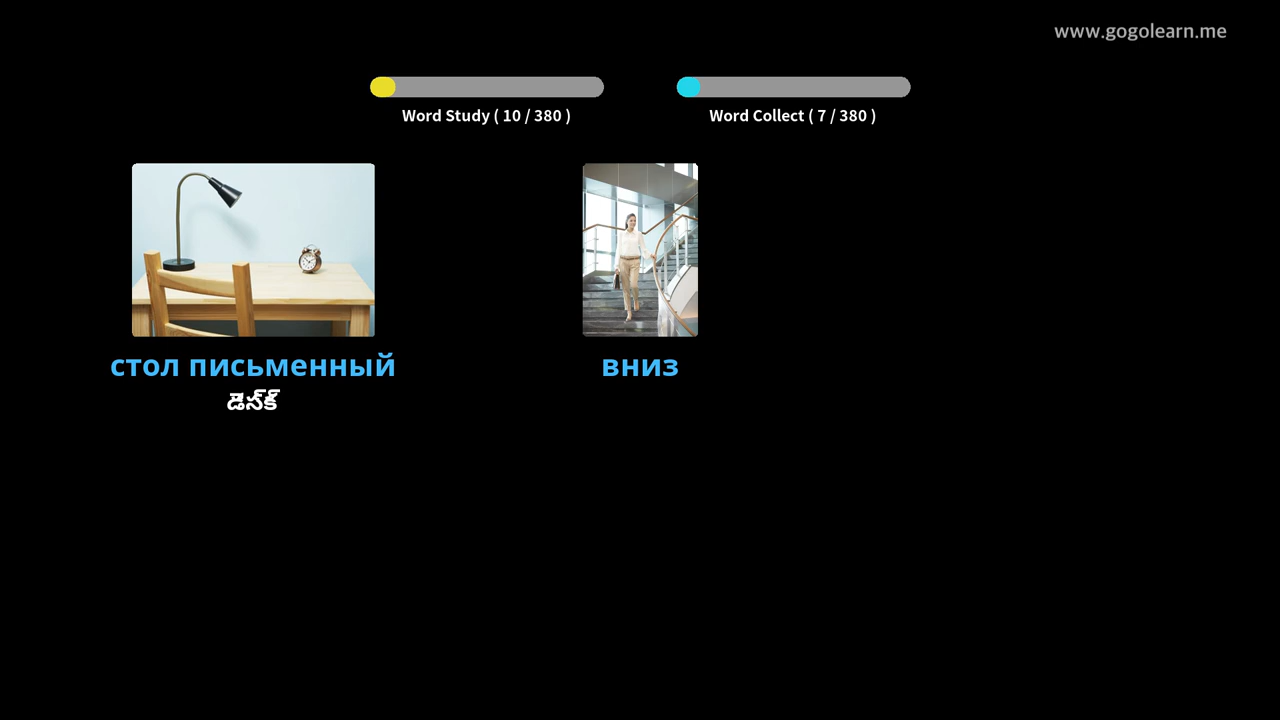 www.gogolearn.me
Word Study ( 10 / 380 )
Word Collect ( 7 / 380 )
стол письменный
డెస్క్
вниз